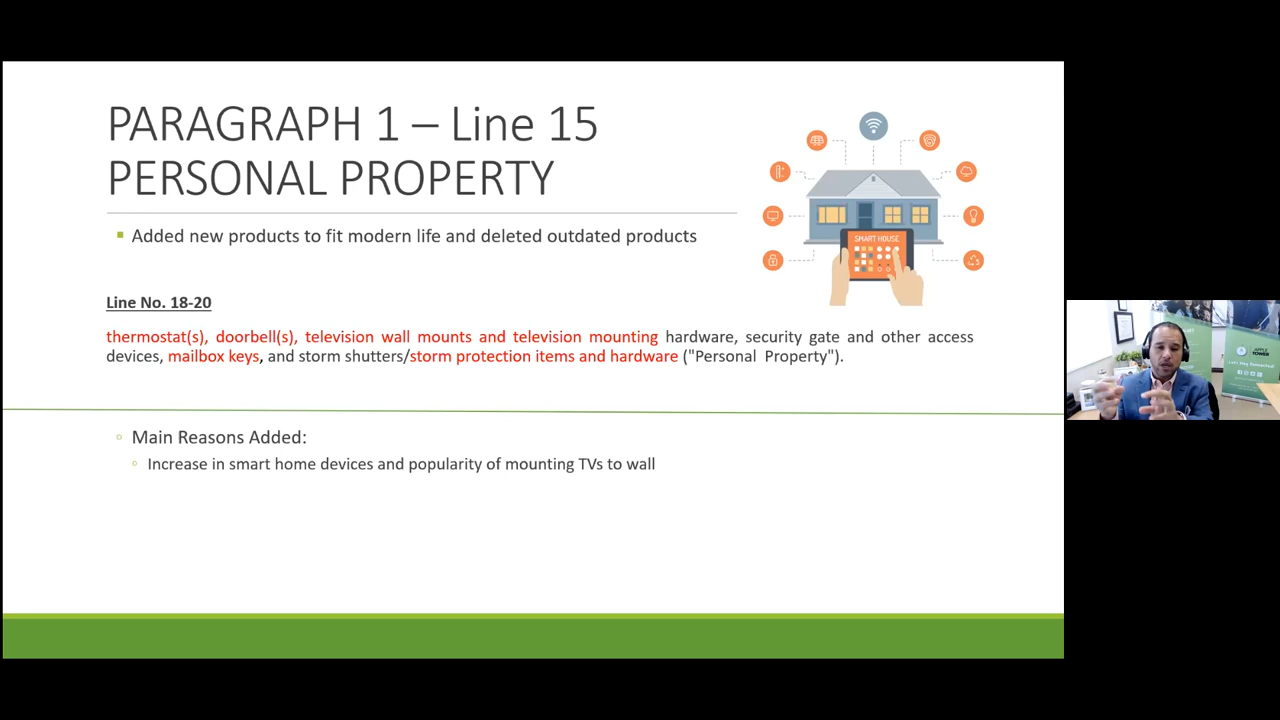 PARAGRAPH 1 – Line 15
PERSONAL PROPERTY
Added new products to fit modern life and deleted outdated products
SMART HOUSE
Line No. 18-20
thermostat(s), doorbell(s), television wall mounts and television mounting hardware, security gate and other access
devices, mailbox keys, and storm shutters/storm protection items and hardware ("Personal Property").
Main Reasons Added:
Increase in smart home devices and popularity of mounting TVs to wall
APPLE
TOWER